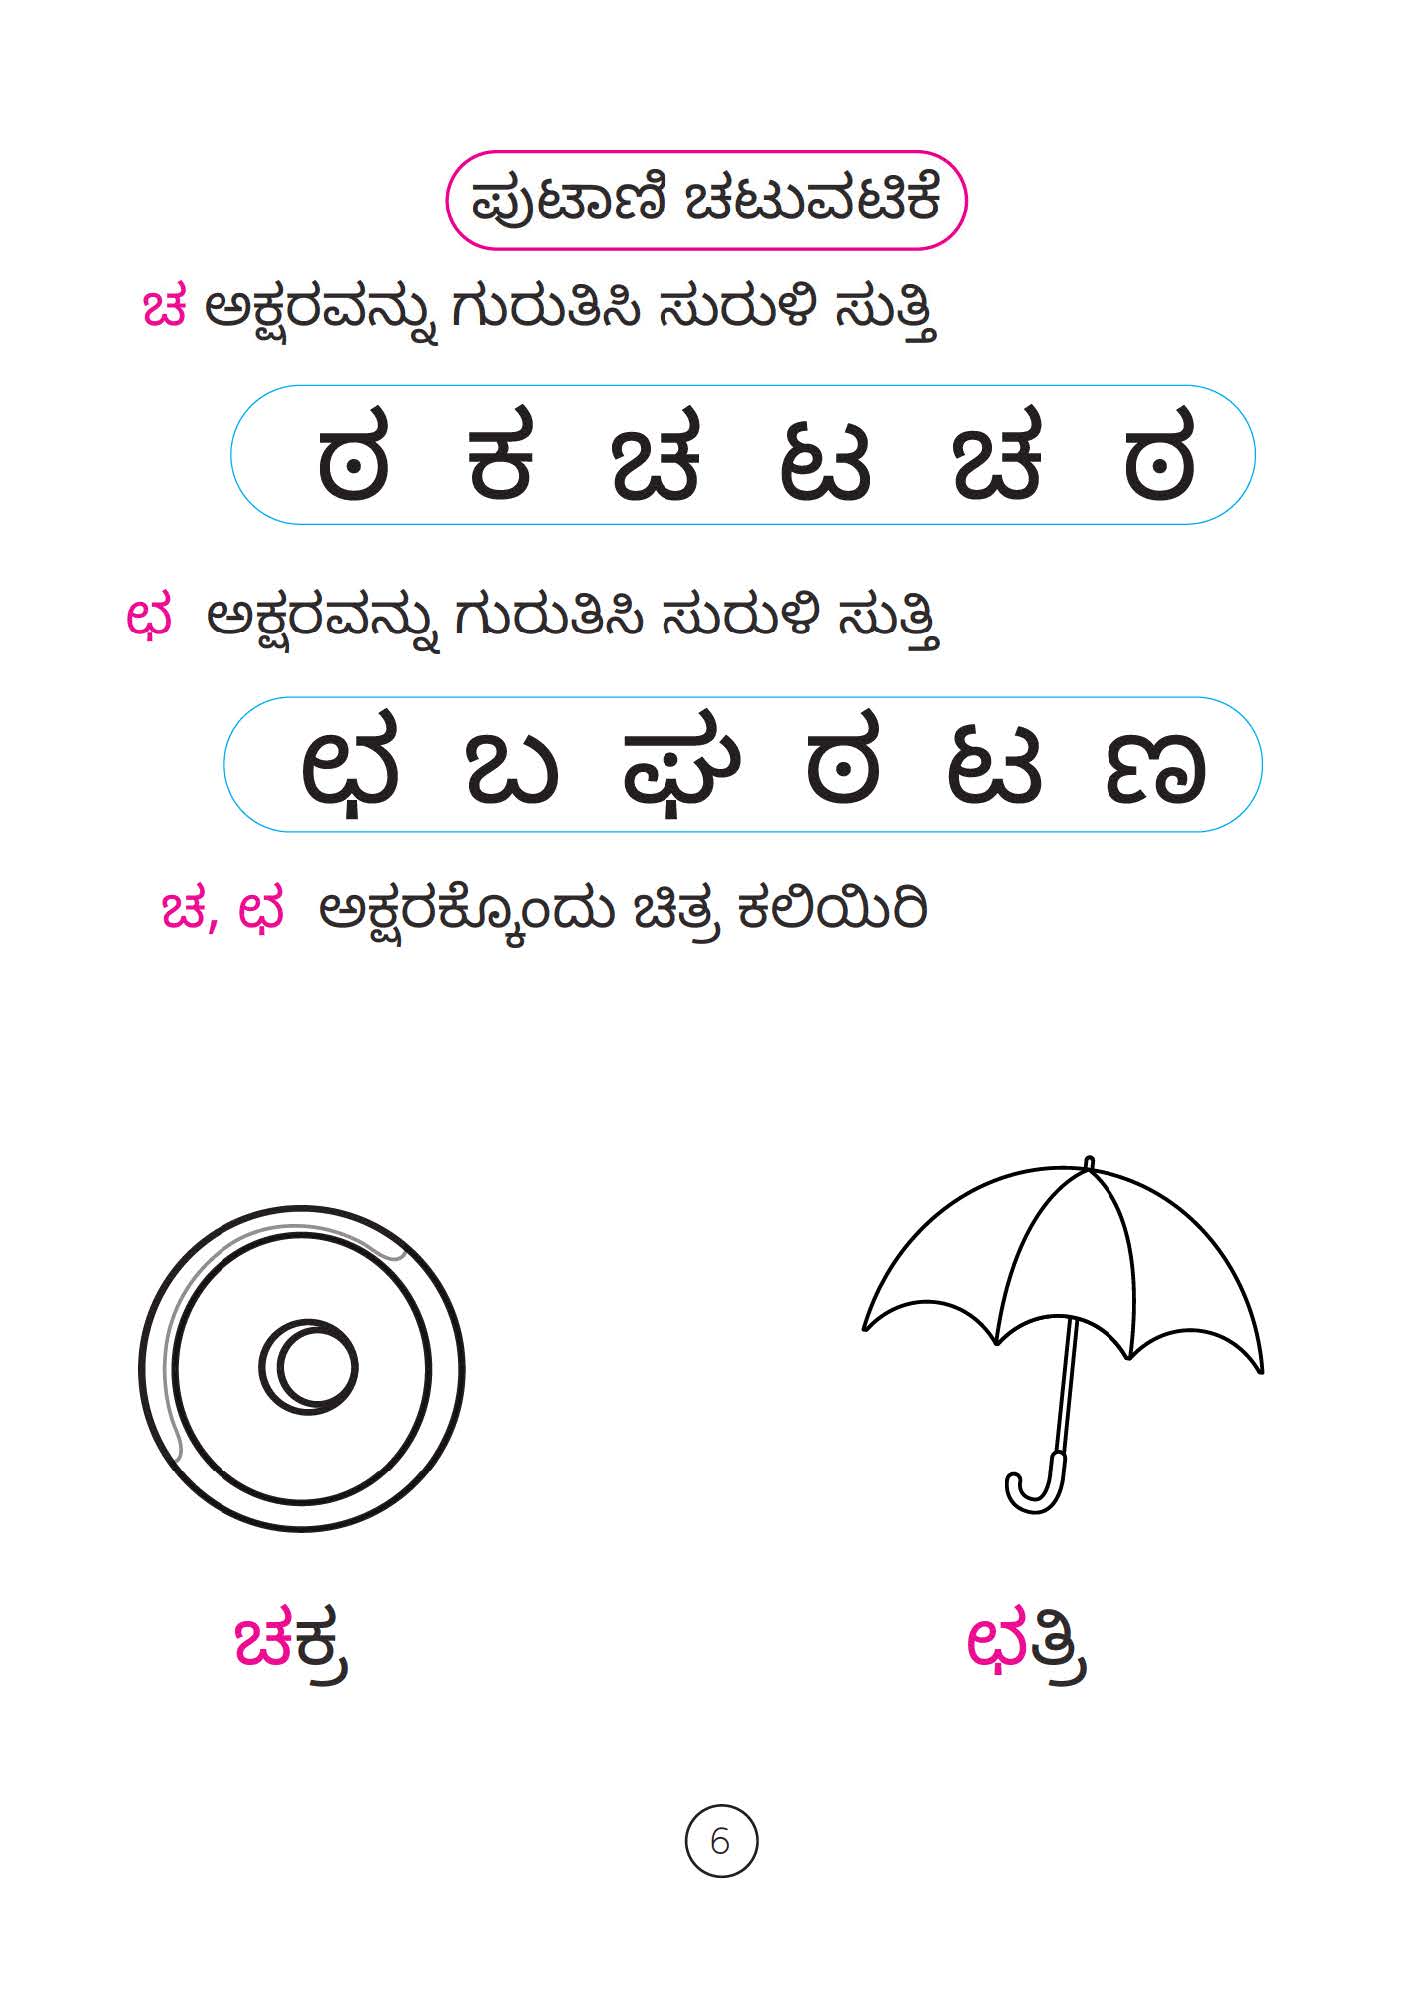 ಪುಟಾಣಿ ಚಟುವಟಿಕೆ
ಚ ಅಕ್ಷರವನ್ನು ಗುರುತಿಸಿ ಸುರುಳಿ ಸುತ್ತಿ
ಠ ಕ ಚ ಟ ಚ ಠ
ಛ ಅಕ್ಷರವನ್ನು ಗುರುತಿಸಿ ಸುರುಳಿ ಸುತ್ತಿ
ಛ ಬ ಘ ಠ ಟ ಣ
ಚ, ಛ ಅಕ್ಷರಕ್ಕೊಂದು ಚಿತ್ರ ಕಲಿಯಿರಿ
ಚಕ್ರ ಛತ್ರಿ
6